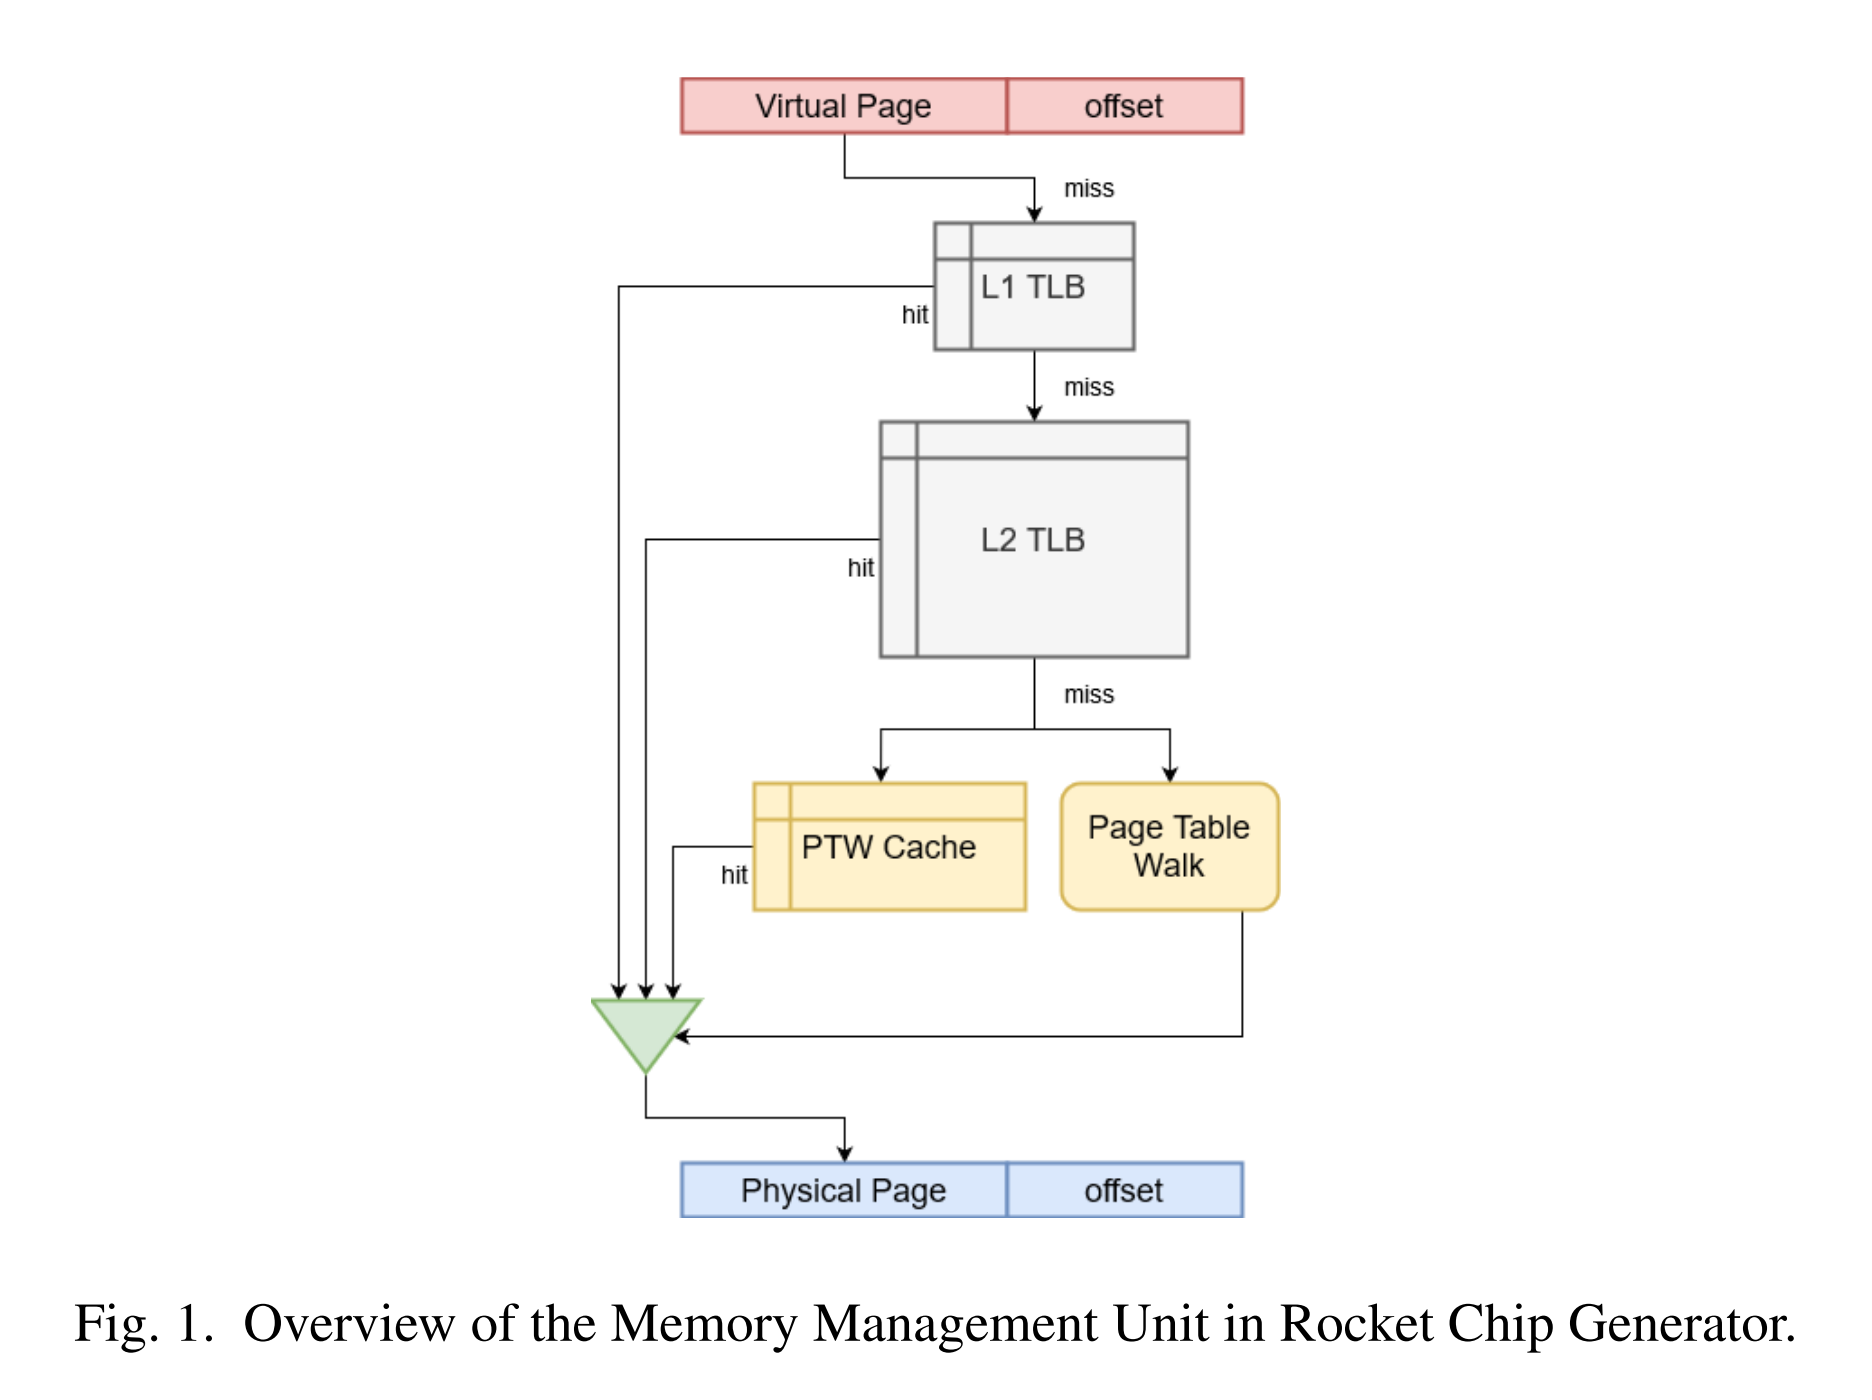 Virtual Page offset
miss
L1 TLB
hit
miss
L2 TLB
hit
miss
PTW Cache
hit
Page Table
Walk
Physical Page offset
Fig. 1. Overview of the Memory Management Unit in Rocket Chip Generator.